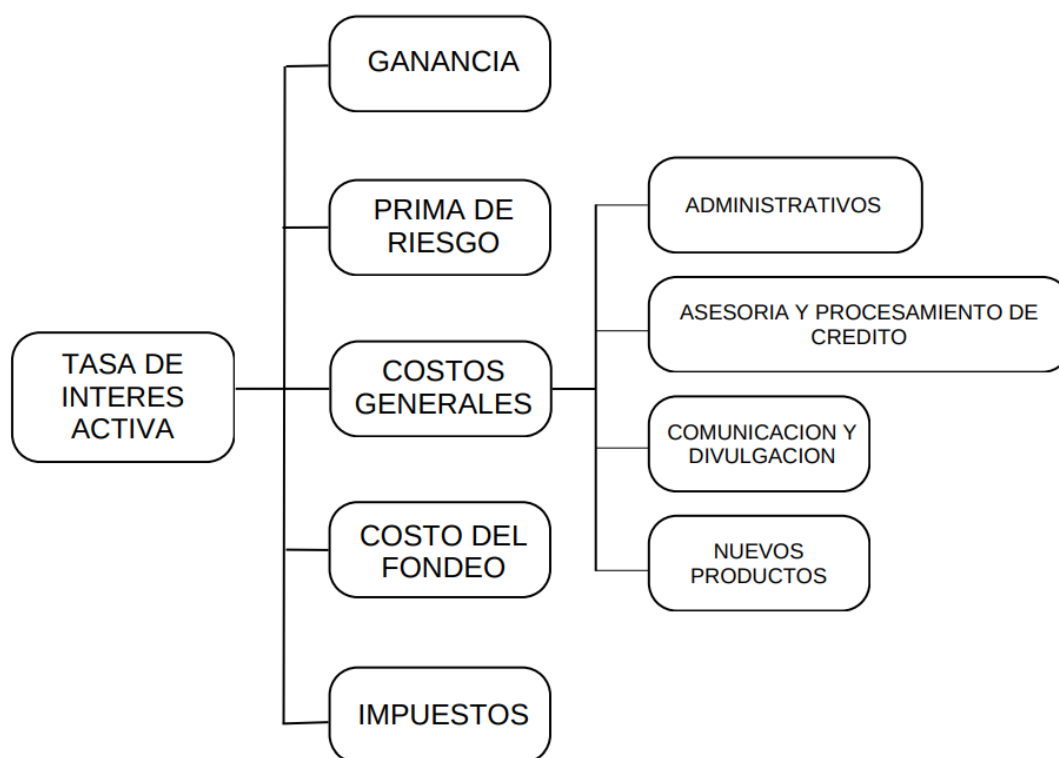 GANANCIA
PRIMA DE
RIESGO
TASA DE
INTERES
ACTIVA
COSTOS
GENERALES
COSTO DEL
FONDEO
IMPUESTOS
ADMINISTRATIVOS
ASESORIA Y PROCESAMIENTO DE
CREDITO
COMUNICACION Y
DIVULGACION
NUEVOS
PRODUCTOS